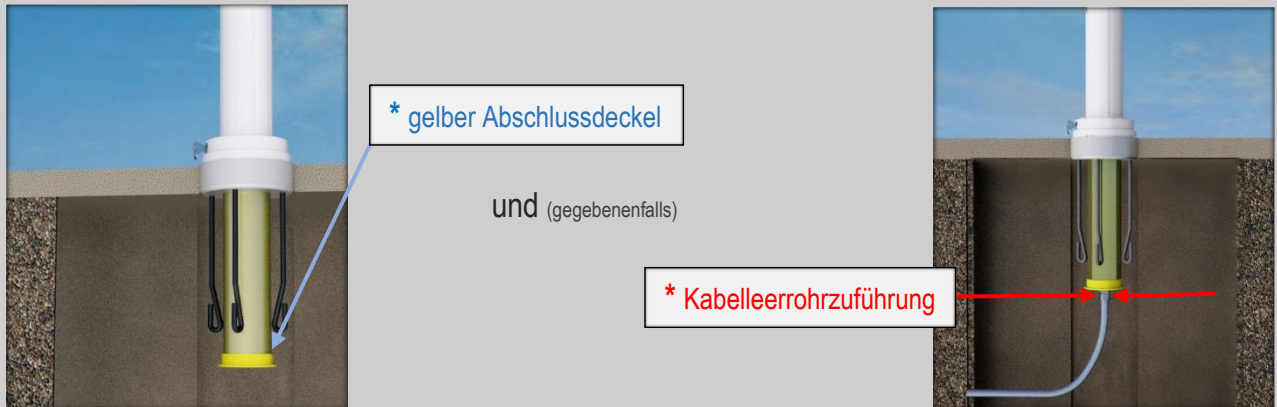 * gelber Abschlussdeckel
und (gegebenenfalls)
* Kabelleerrohrzuführung